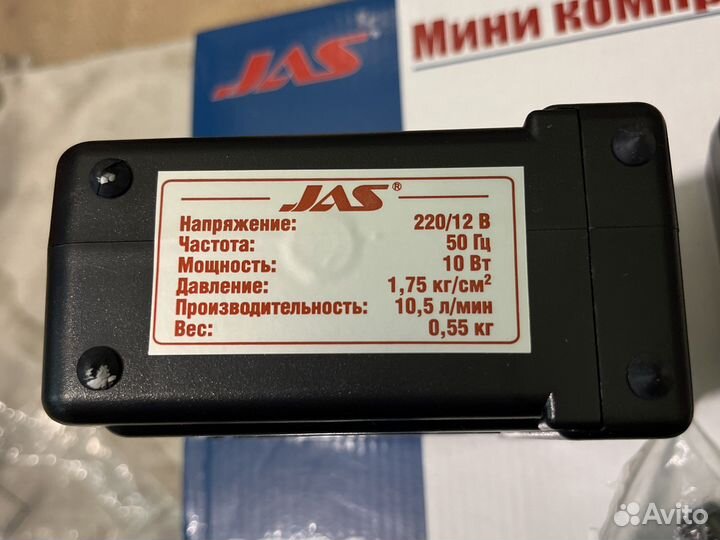 JAS
Мини компр
JAS®
Напряжение: 220/12 В
Частота: 50 Гц
Мощность: 10 Вт
Давление: 1,75 кг/см²
Производительность: 10,5 л/мин
Вес: 0,55 кг
Avito